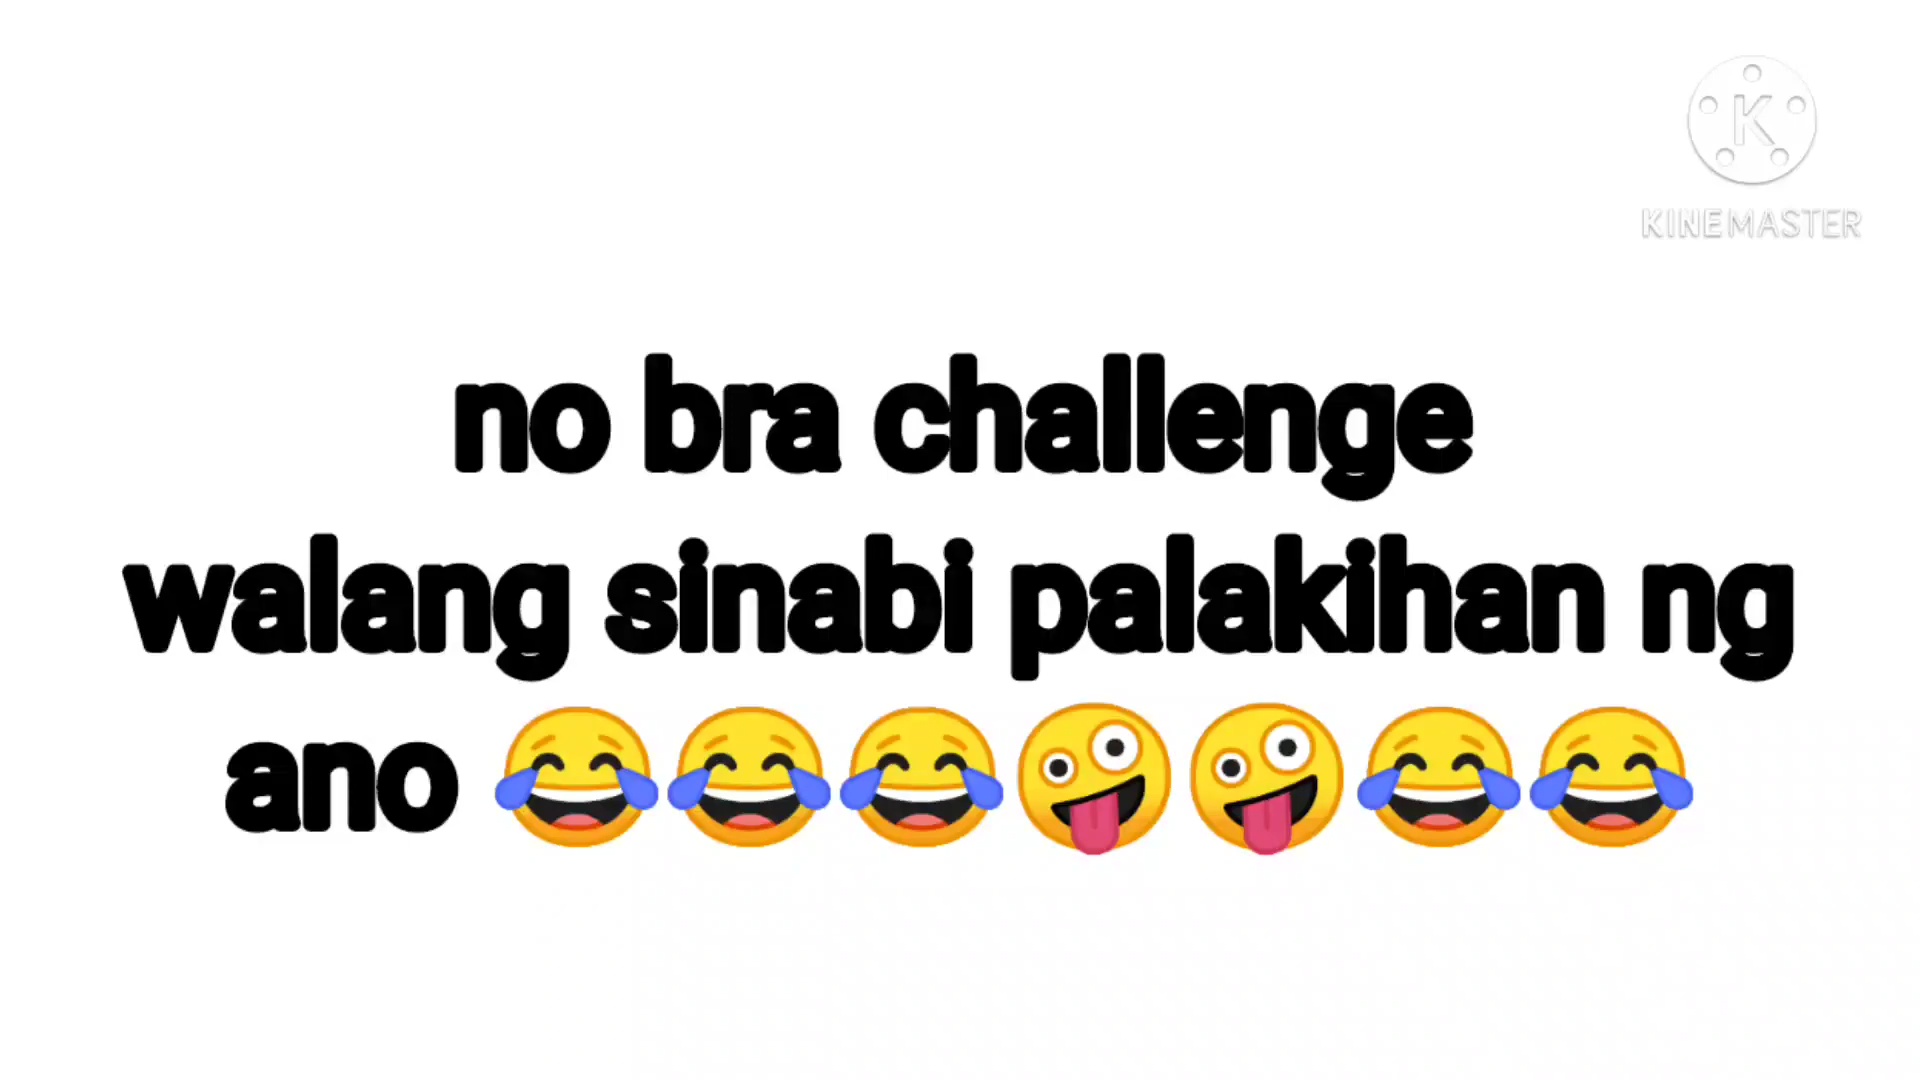 KINEMASTER
no bra challenge
walang sinabi palakihan ng
ano 😂😂😂🤪🤪😂😂